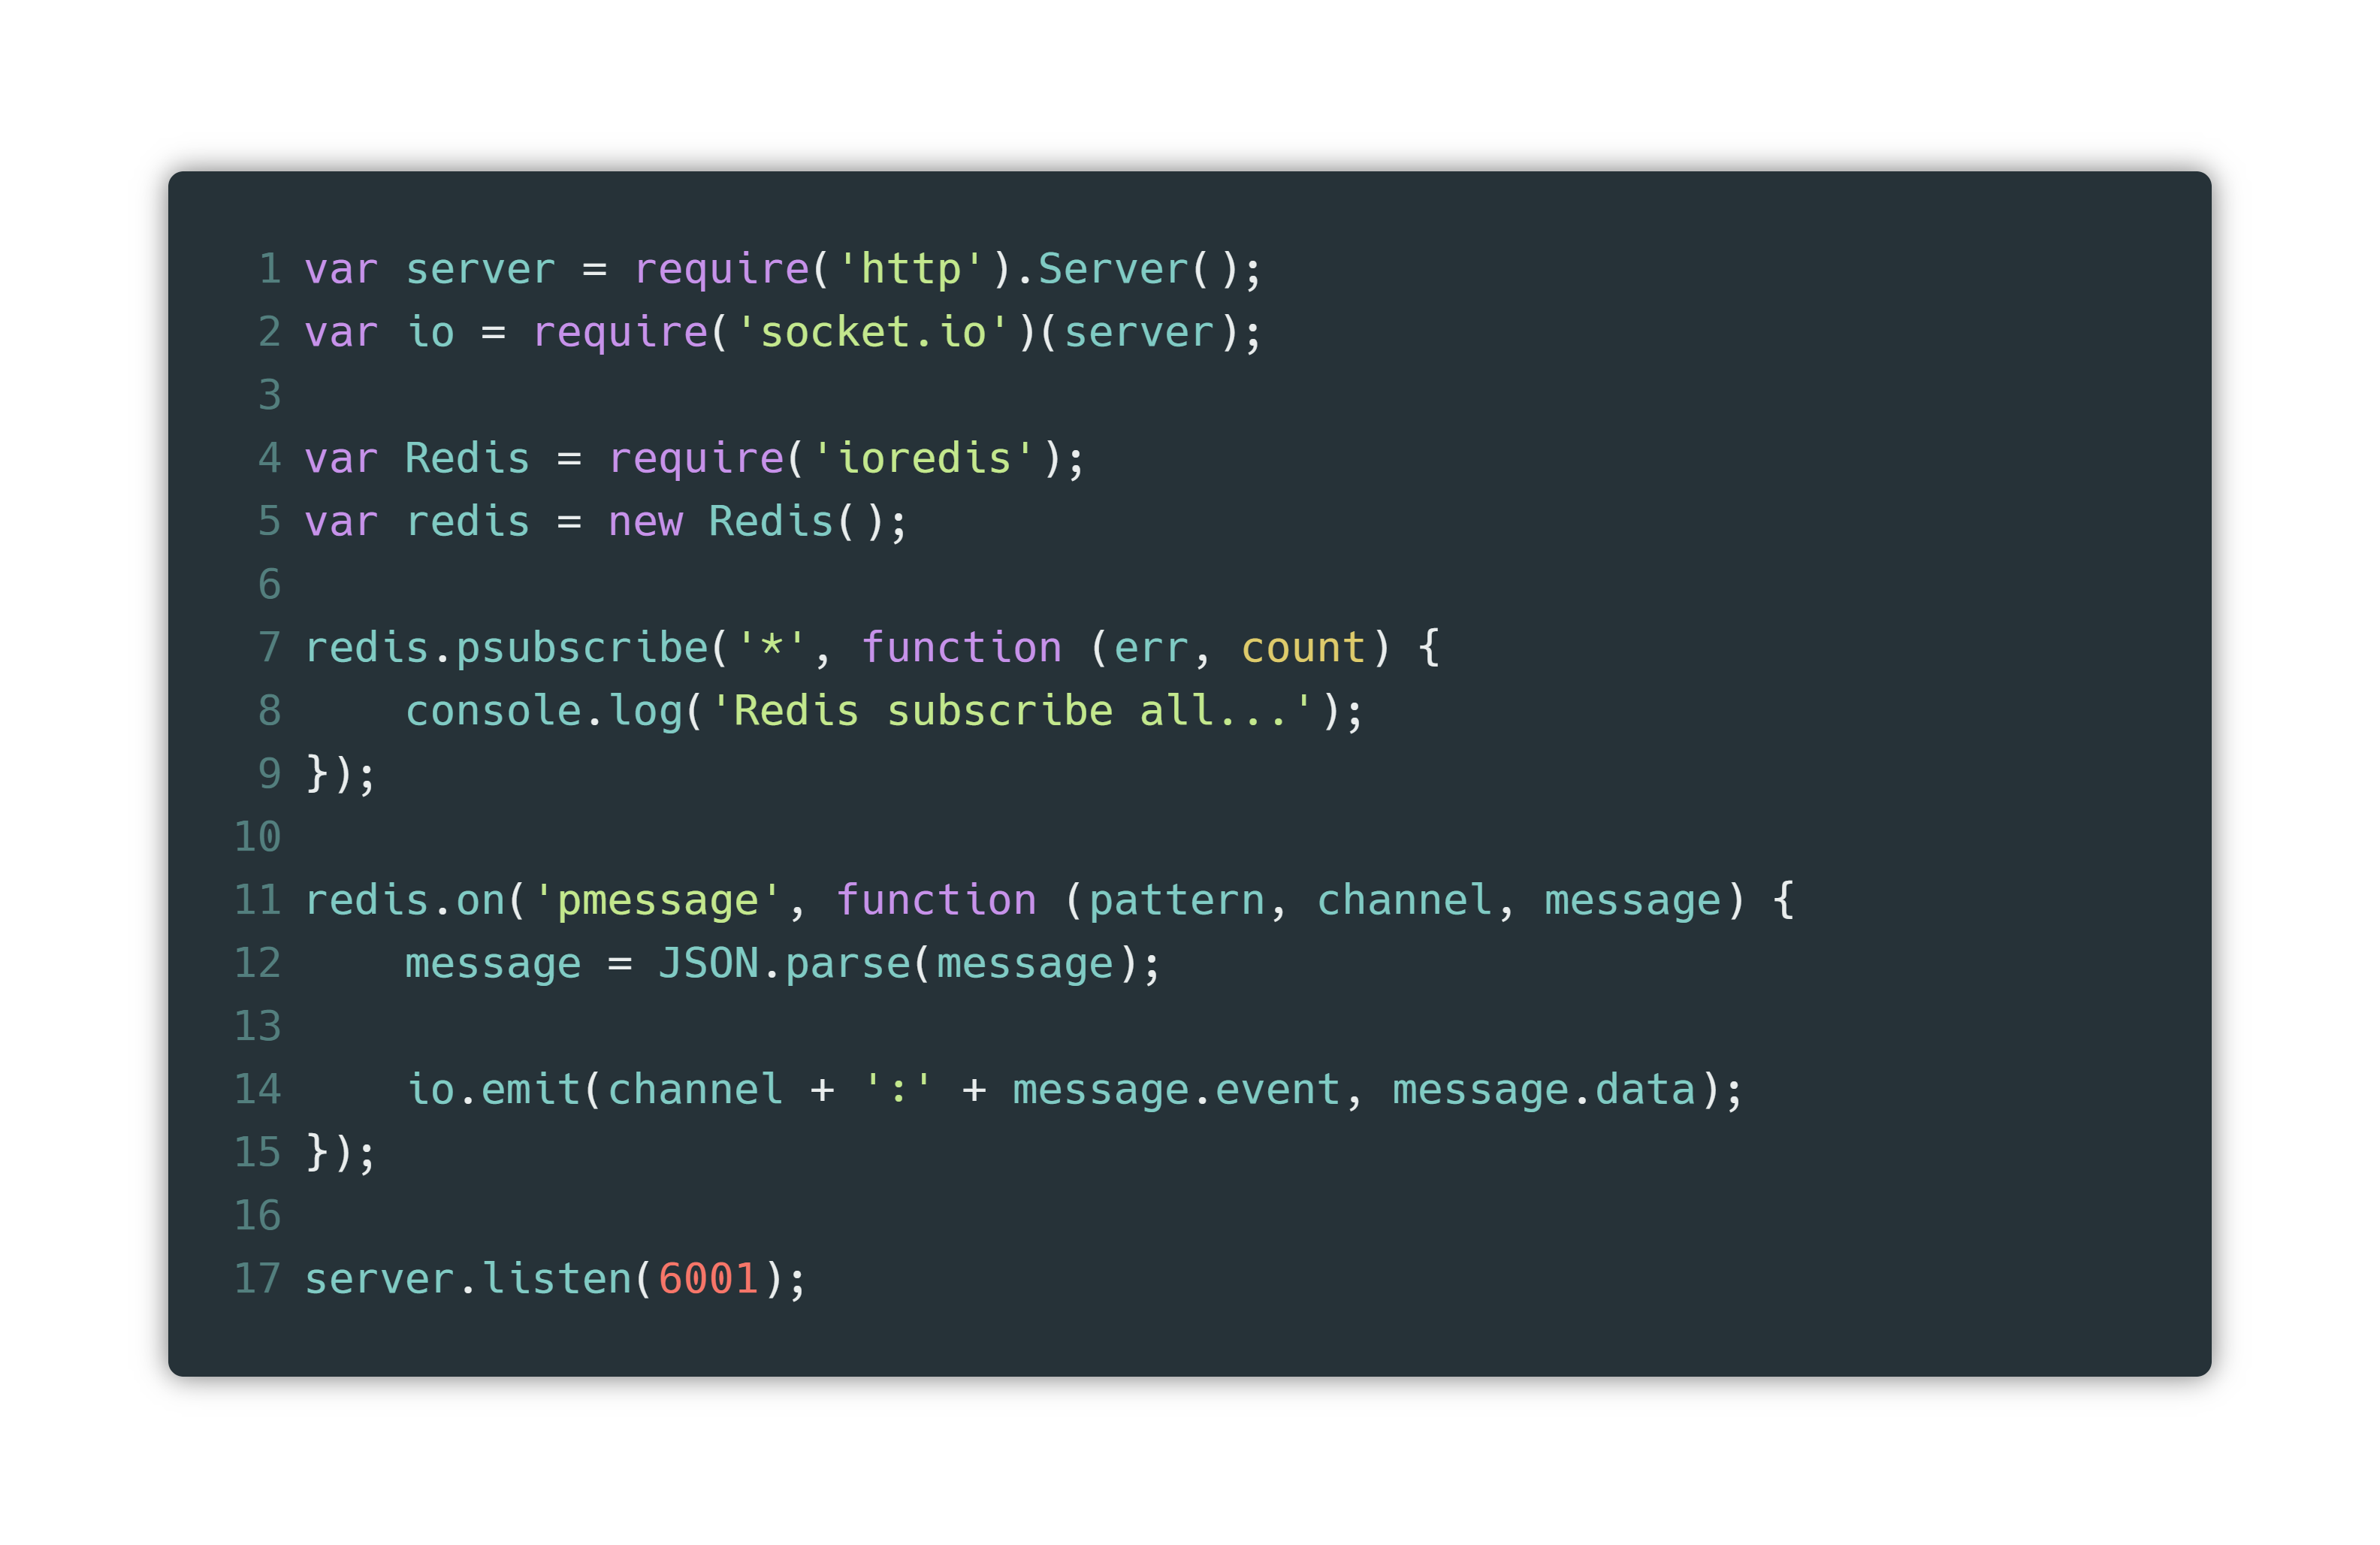 1 var server = require('http').Server();
2 var io = require('socket.io')(server);
3
4 var Redis = require('ioredis');
5 var redis = new Redis();
6
7 redis.psubscribe('*', function (err, count) {
8     console.log('Redis subscribe all...');
9 });
10
11 redis.on('pmessage', function (pattern, channel, message) {
12     message = JSON.parse(message);
13
14     io.emit(channel + ':' + message.event, message.data);
15 });
16
17 server.listen(6001);